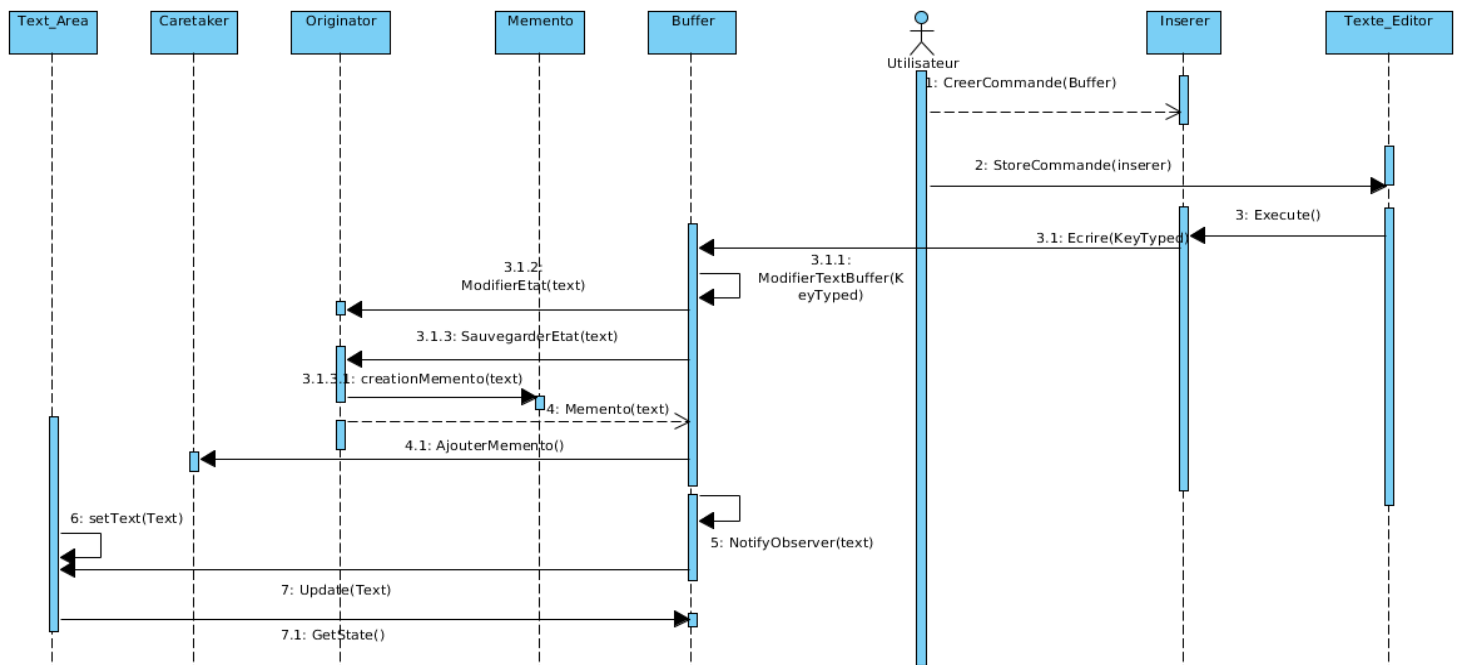 Text_Area
Caretaker
Originator
Memento
Buffer
Utilisateur
Inserer
Texte_Editor
1: CreerCommande(Buffer)
2: StoreCommande(inserer)
3: Execute()
3.1: Ecrire(KeyTyped)
3.1.1:
ModifierTextBuffer(K
eyTyped)
3.1.2:
ModifierEtat(text)
3.1.3: SauvegarderEtat(text)
3.1.3.1: creationMemento(text)
4: Memento(text)
4.1: AjouterMemento()
6: setText(Text)
5: NotifyObserver(text)
7: Update(Text)
7.1: GetState()